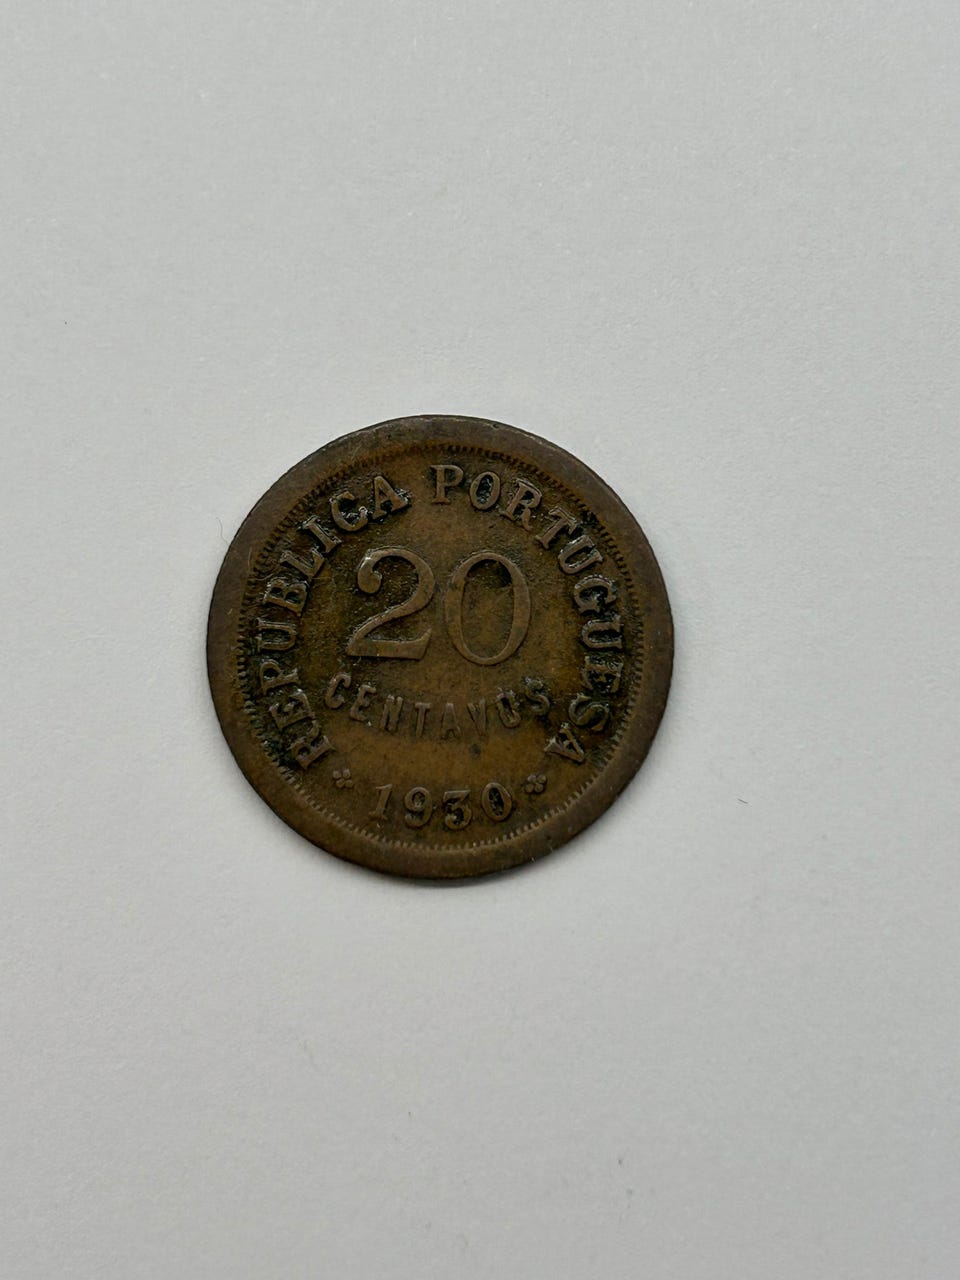 REPUBLICA PORTUGUESA
20
CENTAVOS
1930